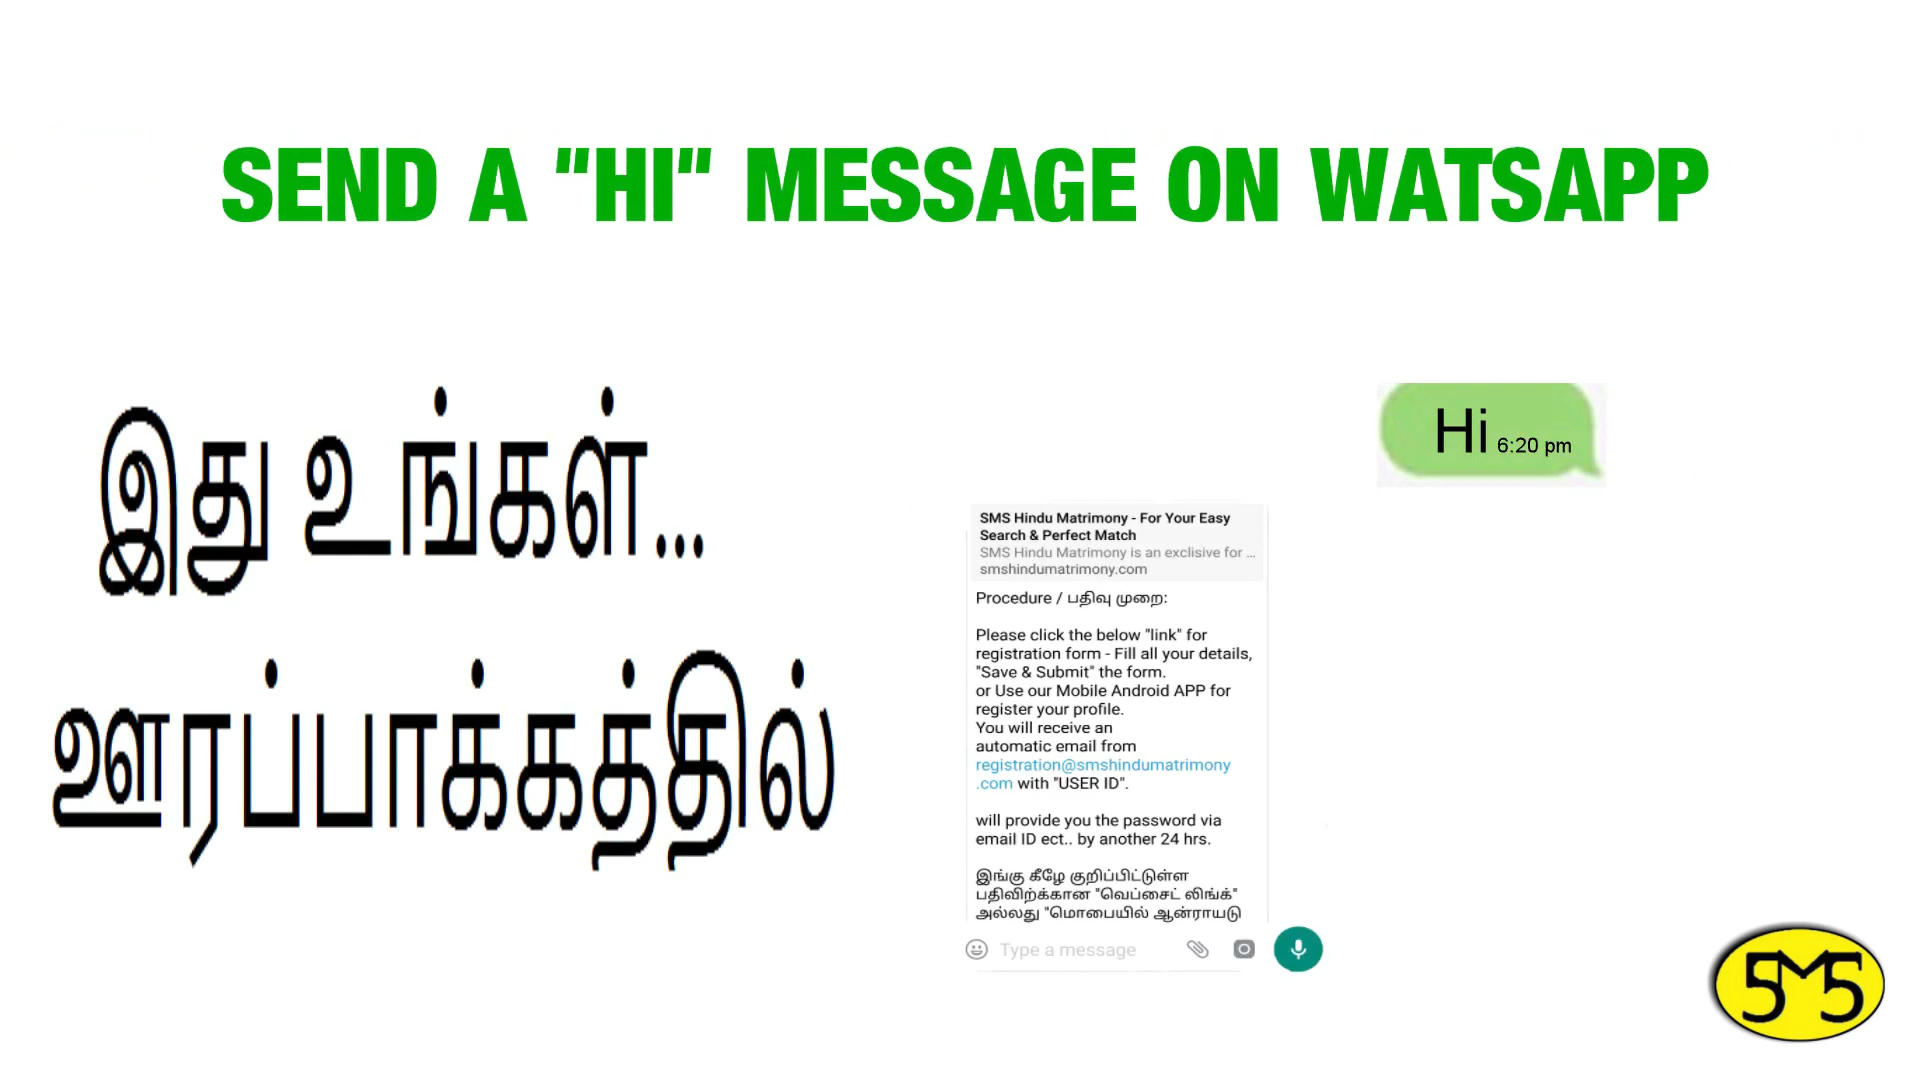 SEND A "HI" MESSAGE ON WATSAPP
இது உங்கள்...
ஊரப்பாக்கத்தில்
Hi 6:20 pm
SMS Hindu Matrimony - For Your Easy
Search & Perfect Match
SMS Hindu Matrimony is an exclisive for ...
smshindumatrimony.com
Procedure / பதிவு முறை:
Please click the below "link" for
registration form - Fill all your details,
"Save & Submit" the form.
or Use our Mobile Android APP for
register your profile.
You will receive an
automatic email from
registration@smshindumatrimony
.com with "USER ID".
will provide you the password via
email ID ect.. by another 24 hrs.
இங்கு கீழே குறிப்பிட்டுள்ள
பதிவிற்க்கான "வெப்சைட் லிங்க்"
அல்லது "மொபையில் ஆன்ராயடு
Type a message
SMS